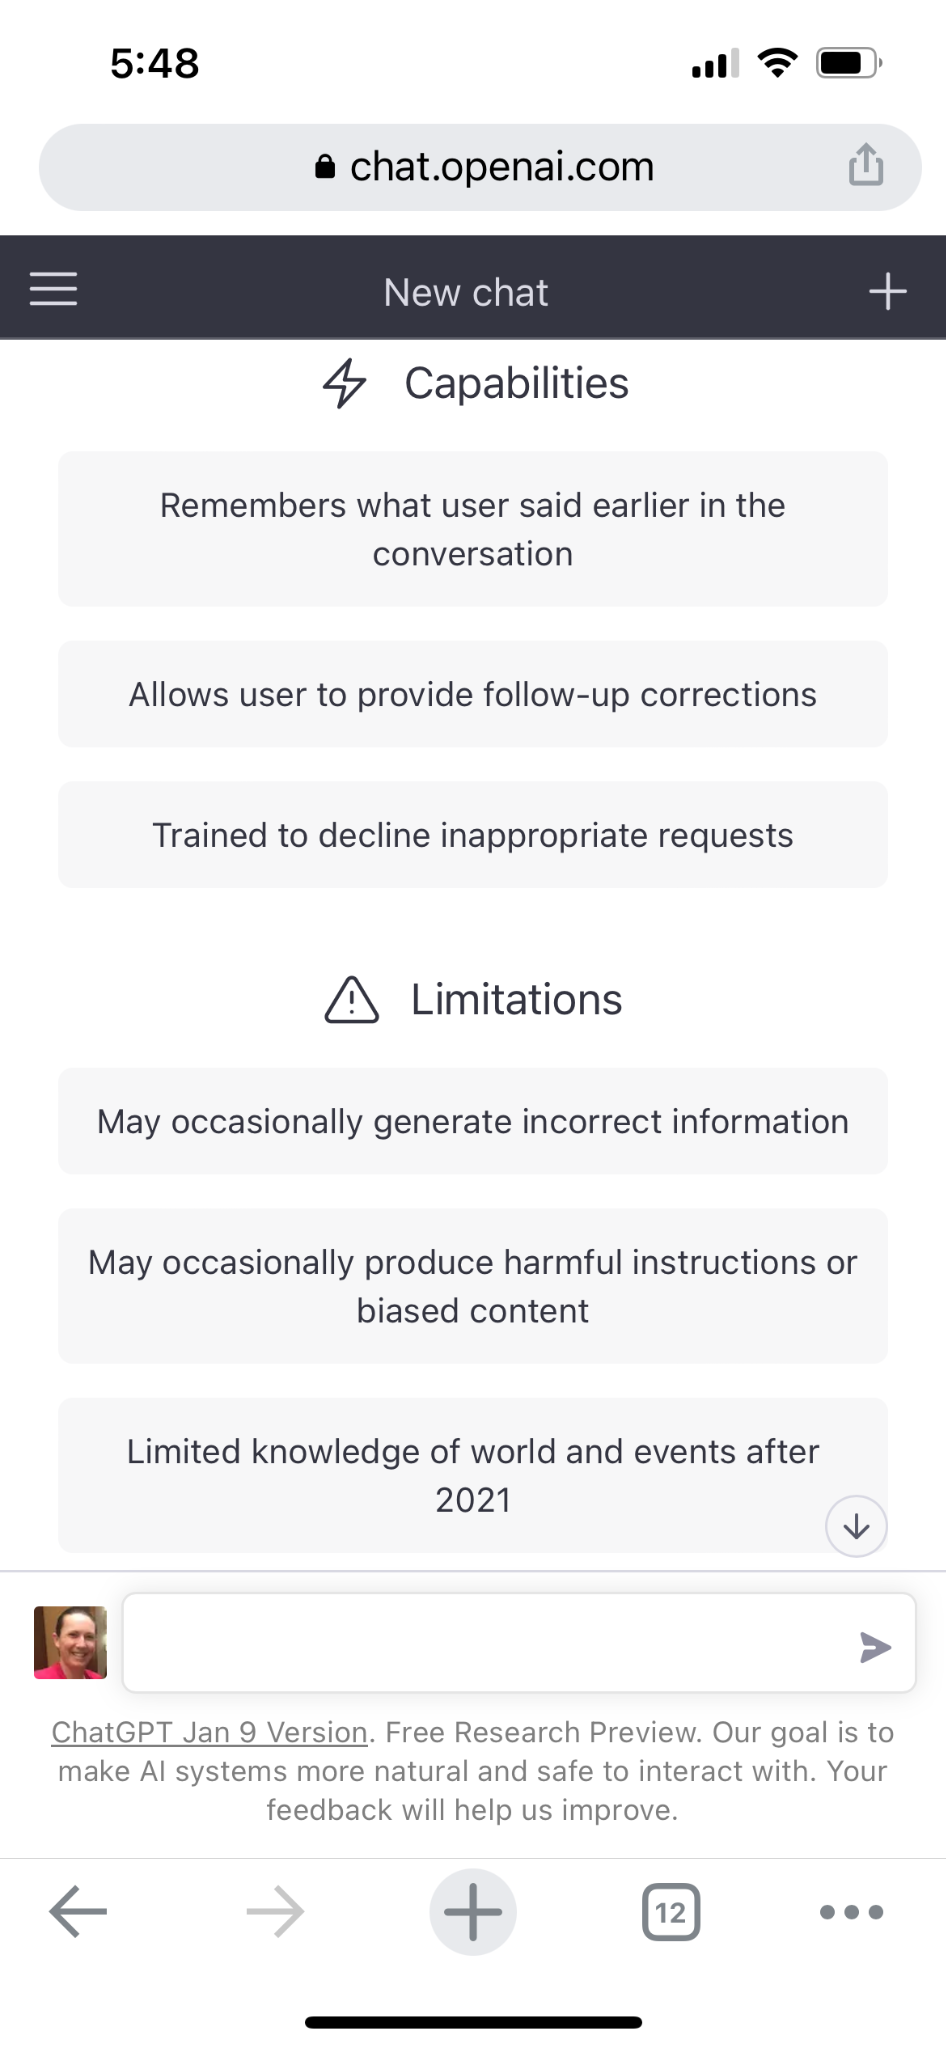 5:48
chat.openai.com
New chat
Capabilities
Remembers what user said earlier in the
conversation
Allows user to provide follow-up corrections
Trained to decline inappropriate requests
Limitations
May occasionally generate incorrect information
May occasionally produce harmful instructions or
biased content
Limited knowledge of world and events after
2021
ChatGPT Jan 9 Version. Free Research Preview. Our goal is to
make AI systems more natural and safe to interact with. Your
feedback will help us improve.
12